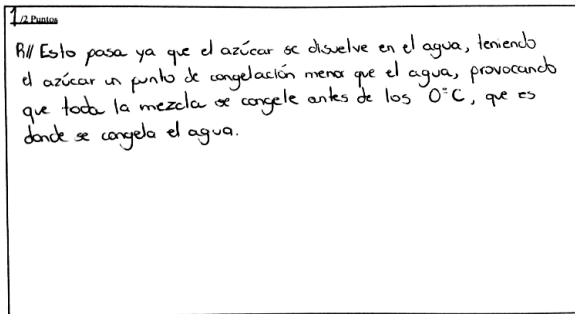 1/2 Puntos
R// Esto pasa ya que el azúcar se disuelve en el agua, teniendo
el azúcar un punto de congelación menor que el agua, provocando
que toda la mezcla se congele antes de los 0°C, que es
donde se congela el agua.